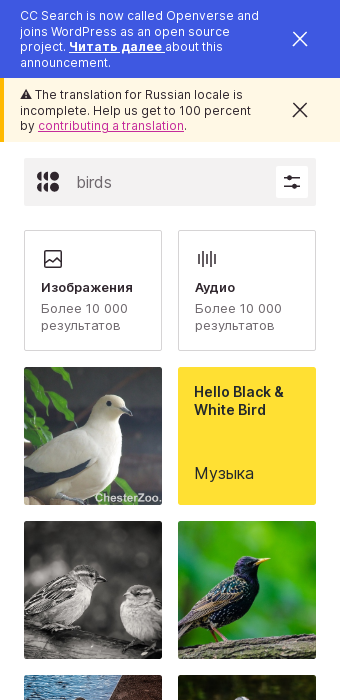 CC Search is now called Openverse and
joins WordPress as an open source
project. Читать далее about this
announcement.
The translation for Russian locale is
incomplete. Help us get to 100 percent
by contributing a translation.
birds
Изображения
Более 10 000
результатов
Аудио
Более 10 000
результатов
ChesterZoo.
Hello Black &
White Bird
Музыка